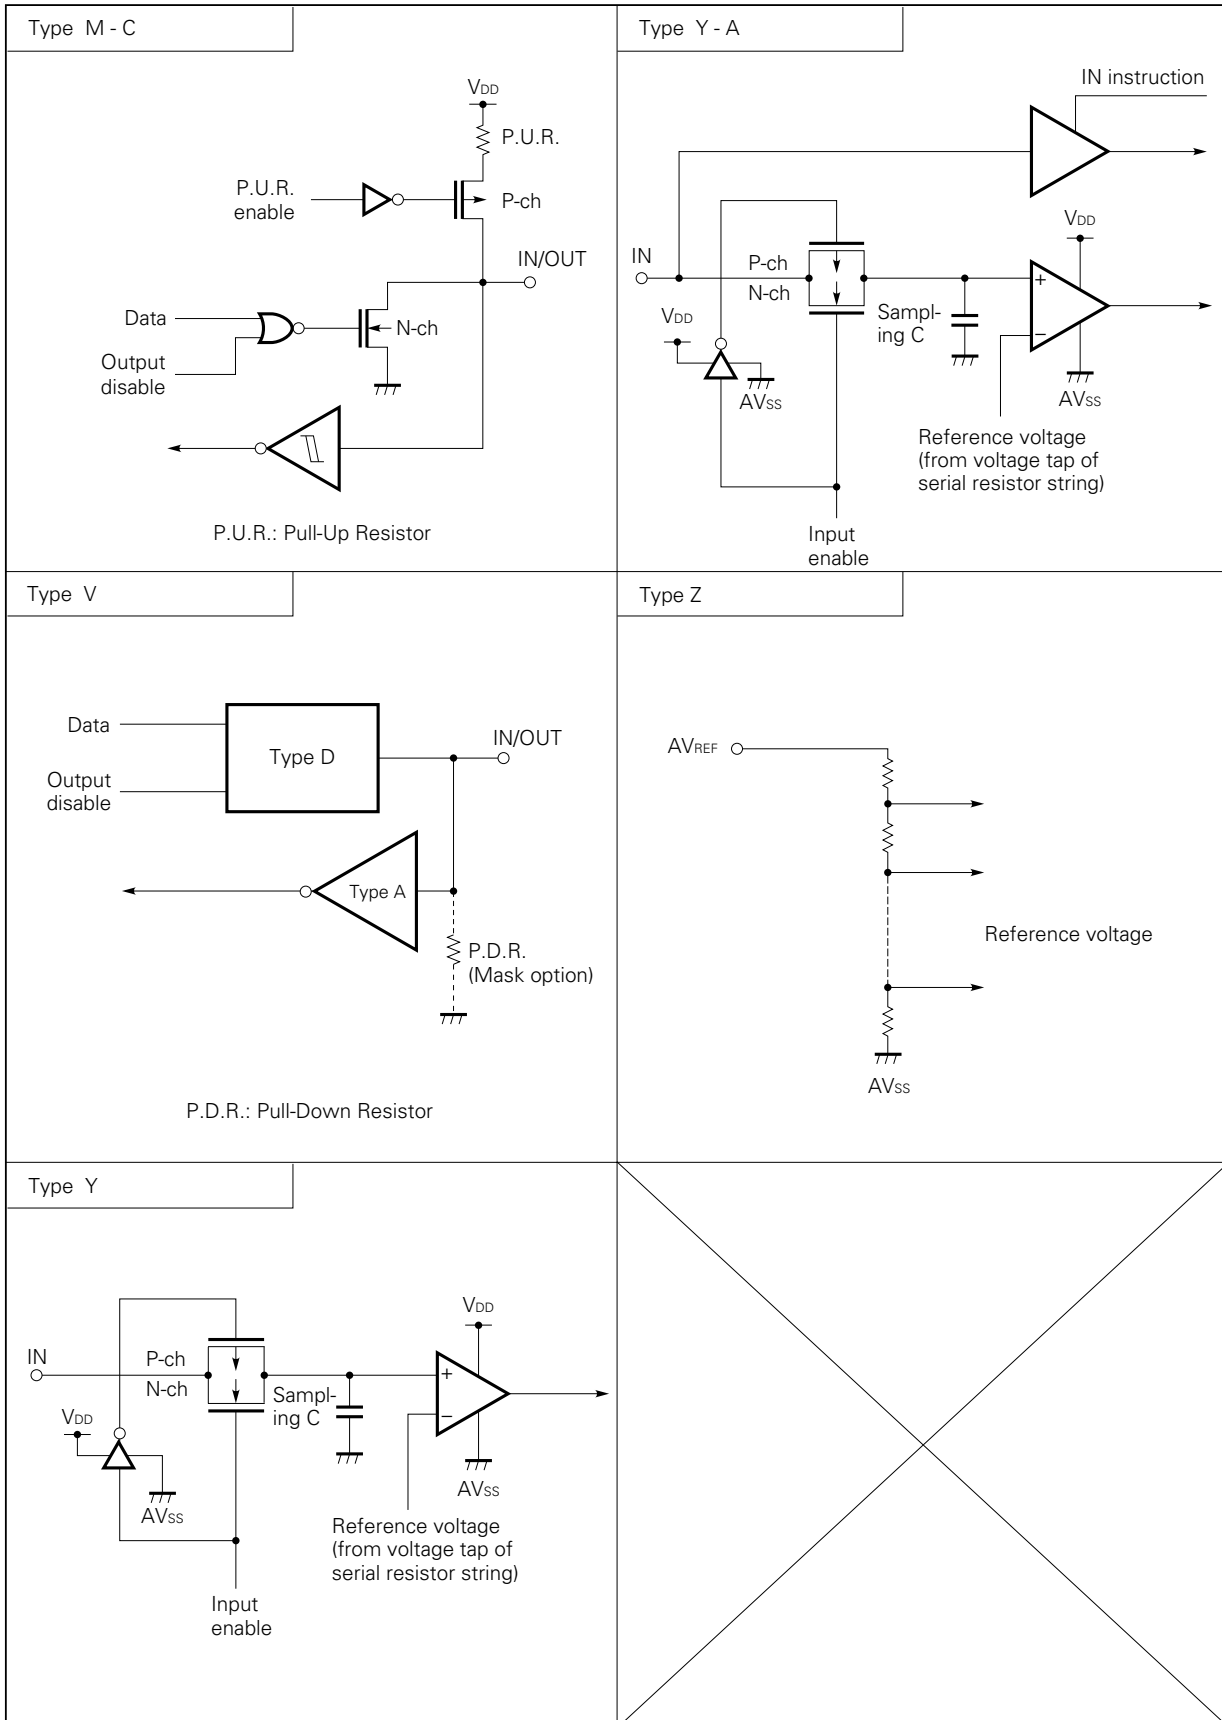 Type M - C
VDD
P.U.R.
P.U.R.
enable
P-ch
IN/OUT
Data
N-ch
Output
disable
P.U.R.: Pull-Up Resistor
Type Y - A
IN instruction
VDD
IN
P-ch
N-ch
+
VDD
Sampl-
ing C
−
AVSS
AVSS
Reference voltage
(from voltage tap of
serial resistor string)
Input
enable
Type V
Data
Type D
IN/OUT
Output
disable
Type A
P.D.R.
(Mask option)
P.D.R.: Pull-Down Resistor
Type Z
AVREF
Reference voltage
AVSS
Type Y
VDD
IN
P-ch
N-ch
+
Sampl-
ing C
−
VDD
AVSS
AVSS
Reference voltage
(from voltage tap of
serial resistor string)
Input
enable